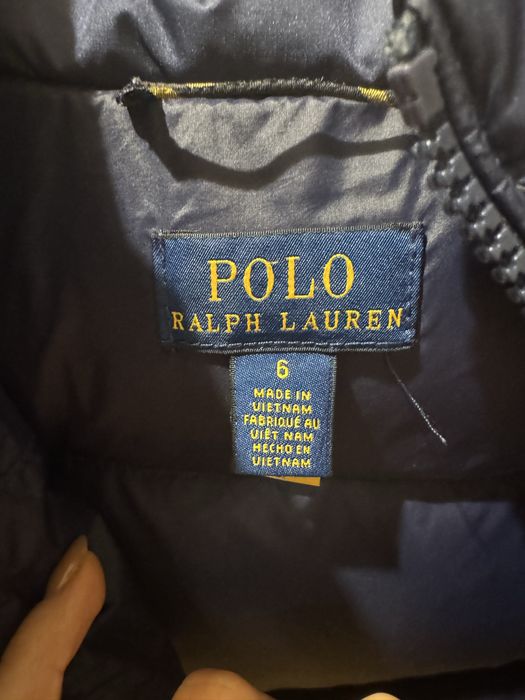 POLO
RALPH LAUREN
6
MADE IN
VIETNAM
FABRIQUÉ AU
VIÊT NAM
HECHO EN
VIETNAM